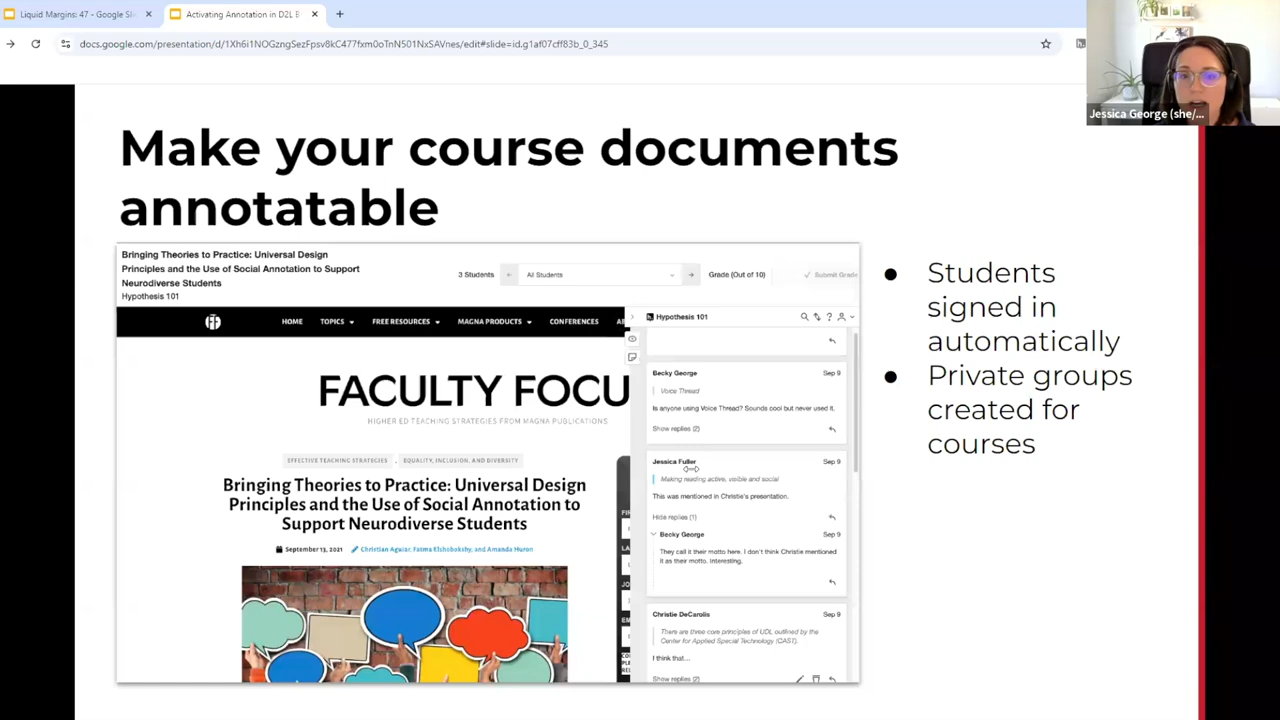 Liquid Margins: 47 - Google Sli
Activating Annotation in D2L B
docs.google.com/presentation/d/1Xh6i1NOGzngSezFpsv8kC477fxm0oTnN501NxSAVnes/edit#slide=id.g1af07cff83b_0_345
Jessica George (she/...
Make your course documents
annotatable
Bringing Theories to Practice: Universal Design
Principles and the Use of Social Annotation to Support
Neurodiverse Students
Hypothesis 101
3 Students
All Students
Grade (Out of 10)
Submit Grade
HOME TOPICS FREE RESOURCES MAGNA PRODUCTS CONFERENCES
FACULTY FOCU
HIGHER ED TEACHING STRATEGIES FROM MAGNA PUBLICATIONS
EFFECTIVE TEACHING STRATEGIES , EQUALITY, INCLUSION, AND DIVERSITY
Bringing Theories to Practice: Universal Design
Principles and the Use of Social Annotation to
Support Neurodiverse Students
September 13, 2021 Christian Aguiar, Fatma Elshobokshy, and Amanda Huron
Hypothesis 101
Becky George Sep 9
Voice Thread
Is anyone using Voice Thread? Sounds cool but never used it.
Show replies (2)
Jessica Fuller Sep 9
Making reading active, visible and social
This was mentioned in Christie's presentation.
Hide replies (1)
Becky George Sep 9
They call it their motto here. I don't think Christie mentioned
it as their motto. Interesting.
Christie DeCarolis Sep 9
There are three core principles of UDL outlined by the
Center for Applied Special Technology (CAST).
I think that...
Show replies (2)
● Students
signed in
automatically
● Private groups
created for
courses